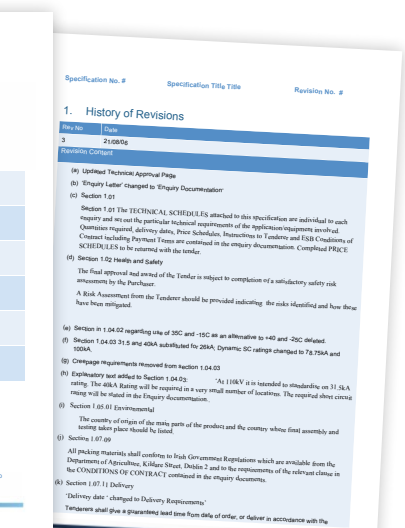 Specification No. #    Specification Title Title    Revision No. #
1. History of Revisions
Rev No    Date
3    21/08/06
Revision Content
(a) Updated Technical Approval Page
(b) 'Enquiry Letter' changed to 'Enquiry Documentation'
(c) Section 1.01
Section 1.01 The TECHNICAL SCHEDULES attached to this specification are individual to each
enquiry and set out the particular technical requirements of the application/equipment involved.
Quantities required, delivery dates, Price Schedules, Instructions to Tenderer and ESB Conditions of
Contract including Payment Terms are contained in the enquiry documentation. Completed PRICE
SCHEDULES to be returned with the tender.
(d) Section 1.02 Health and Safety
The final approval and award of the Tender is subject to completion of a satisfactory safety risk
assessment by the Purchaser.
A Risk Assessment from the Tenderer should be provided indicating the risks identified and how those
have been mitigated.
(e) Section in 1.04.02 regarding use of 35C and -15C as an alternative to +40 and -25C deleted.
(f) Section 1.04.03 31.5 and 40kA substituted for 26kA; Dynamic SC ratings changed to 78.75kA and
100kA.
(g) Creepage requirements removed from section 1.04.03
(h) Explanatory text added to Section 1.04.03: "As 110kV it is intended to standardise on 31.5kA
rating. The 40kA Rating will be required in a very small number of locations. The required short circuit
rating will be stated in the Enquiry documentation.
(i) Section 1.05.01 Environmental
The country of origin of the main parts of the product and the country where final assembly and
testing takes place should be listed.
(j) Section 1.07.09
All packing materials shall conform to Irish Government Regulations which are available from the
Department of Agriculture, Kildare Street, Dublin 2 and to the requirements of the relevant clause in
the CONDITIONS OF CONTRACT contained in the enquiry documents.
(k) Section 1.07.11 Delivery
'Delivery date ' changed to Delivery Requirements'
Tenderers shall give a guaranteed lead time from date of order, or deliver in accordance with the